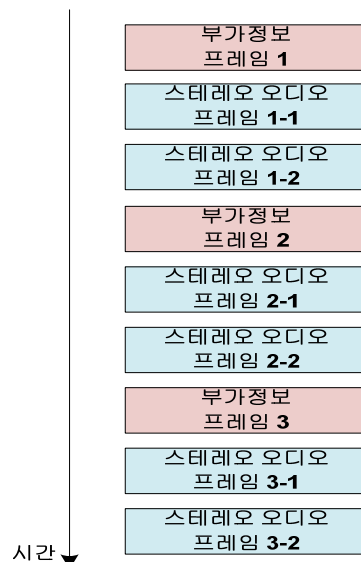 부가정보
프레임 1
스테레오 오디오
프레임 1-1
스테레오 오디오
프레임 1-2
부가정보
프레임 2
스테레오 오디오
프레임 2-1
스테레오 오디오
프레임 2-2
부가정보
프레임 3
스테레오 오디오
프레임 3-1
스테레오 오디오
프레임 3-2
시간